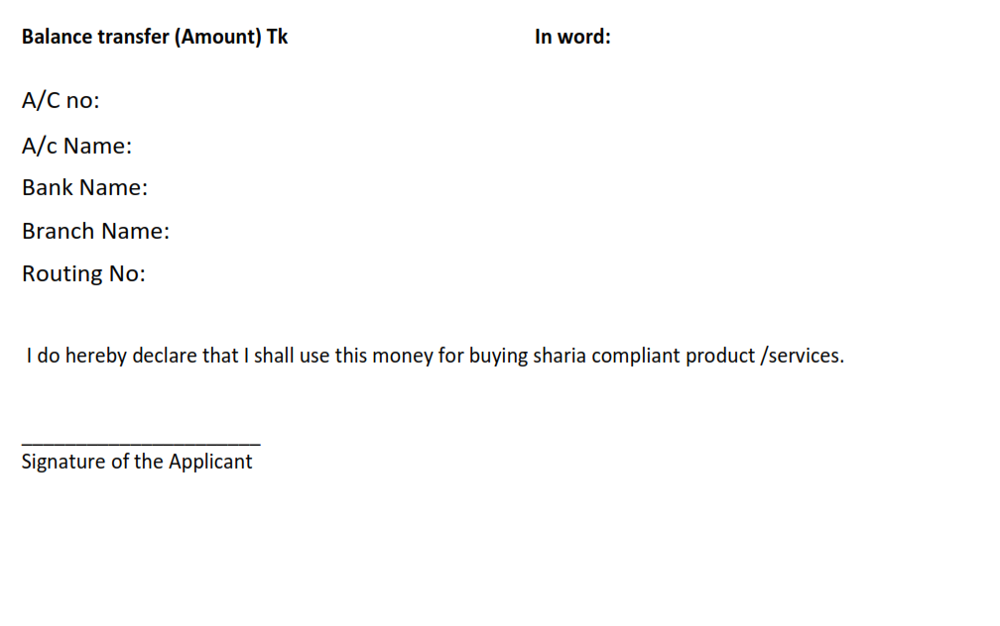 Balance transfer (Amount) Tk In word:
A/C no:
A/c Name:
Bank Name:
Branch Name:
Routing No:
I do hereby declare that I shall use this money for buying sharia compliant product /services.
Signature of the Applicant